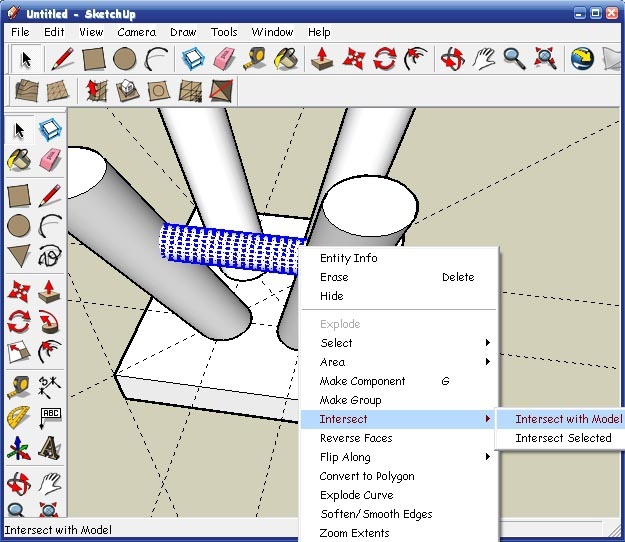 Untitled - SketchUp
File Edit View Camera Draw Tools Window Help
Entity Info
Erase Delete
Hide
Explode
Select
Area
Make Component G
Make Group
Intersect
Intersect with Model
Reverse Faces
Intersect Selected
Flip Along
Convert to Polygon
Explode Curve
Soften/Smooth Edges
Zoom Extents
ABC
Intersect with Model